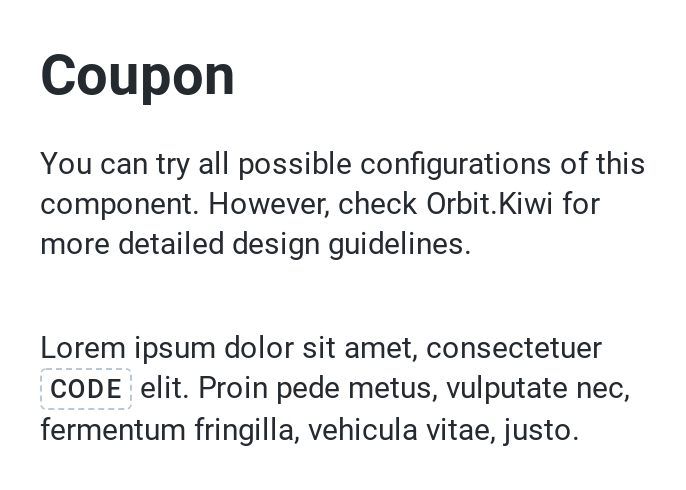 Coupon
You can try all possible configurations of this
component. However, check Orbit.Kiwi for
more detailed design guidelines.
Lorem ipsum dolor sit amet, consectetuer
CODE elit. Proin pede metus, vulputate nec,
fermentum fringilla, vehicula vitae, justo.